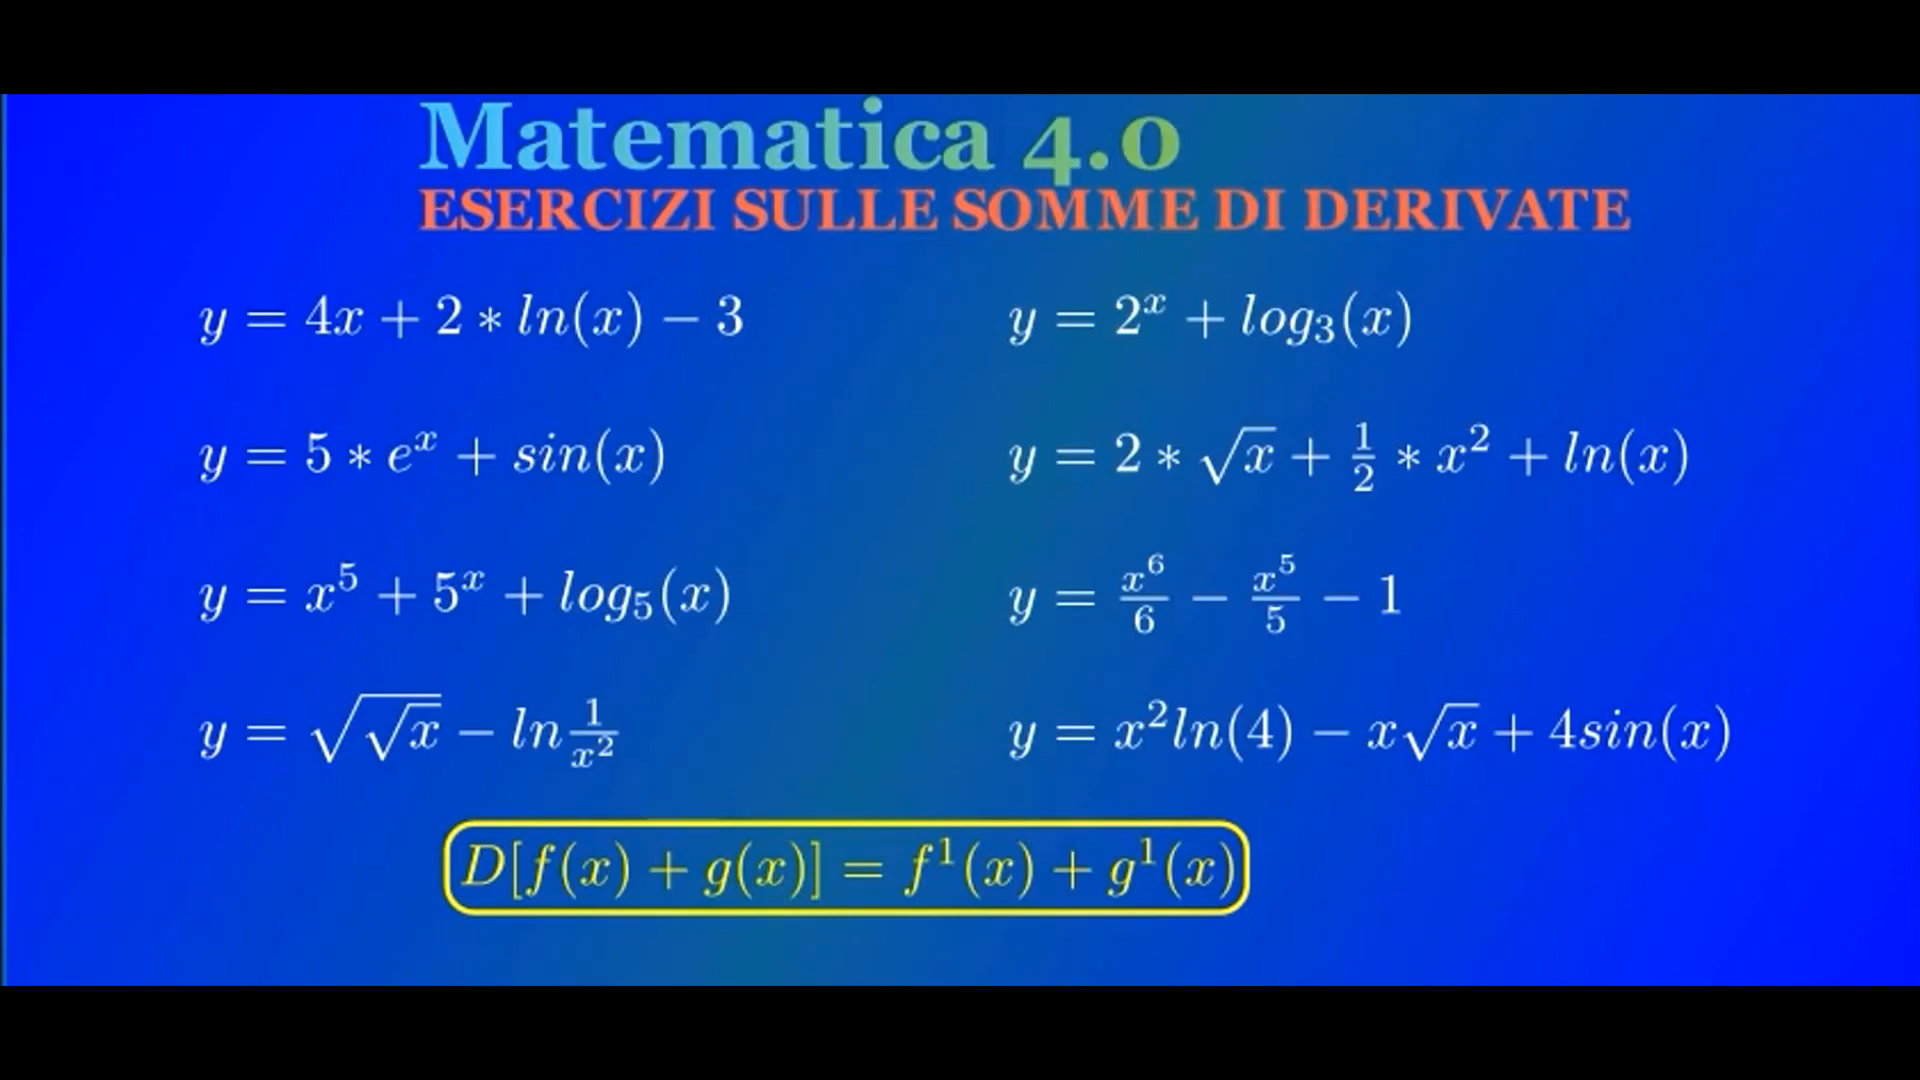 Matematica 4.0
ESERCIZI SULLE SOMME DI DERIVATE
y = 4x + 2 * ln(x) − 3
y = 2^x + log_3(x)
y = 5 * e^x + sin(x)
y = 2 * √x + 1/2 * x^2 + ln(x)
y = x^5 + 5^x + log_5(x)
y = x^6/6 − x^5/5 − 1
y = √√x − ln 1/x^2
y = x^2ln(4) − x√x + 4sin(x)
D[f(x) + g(x)] = f^1(x) + g^1(x)